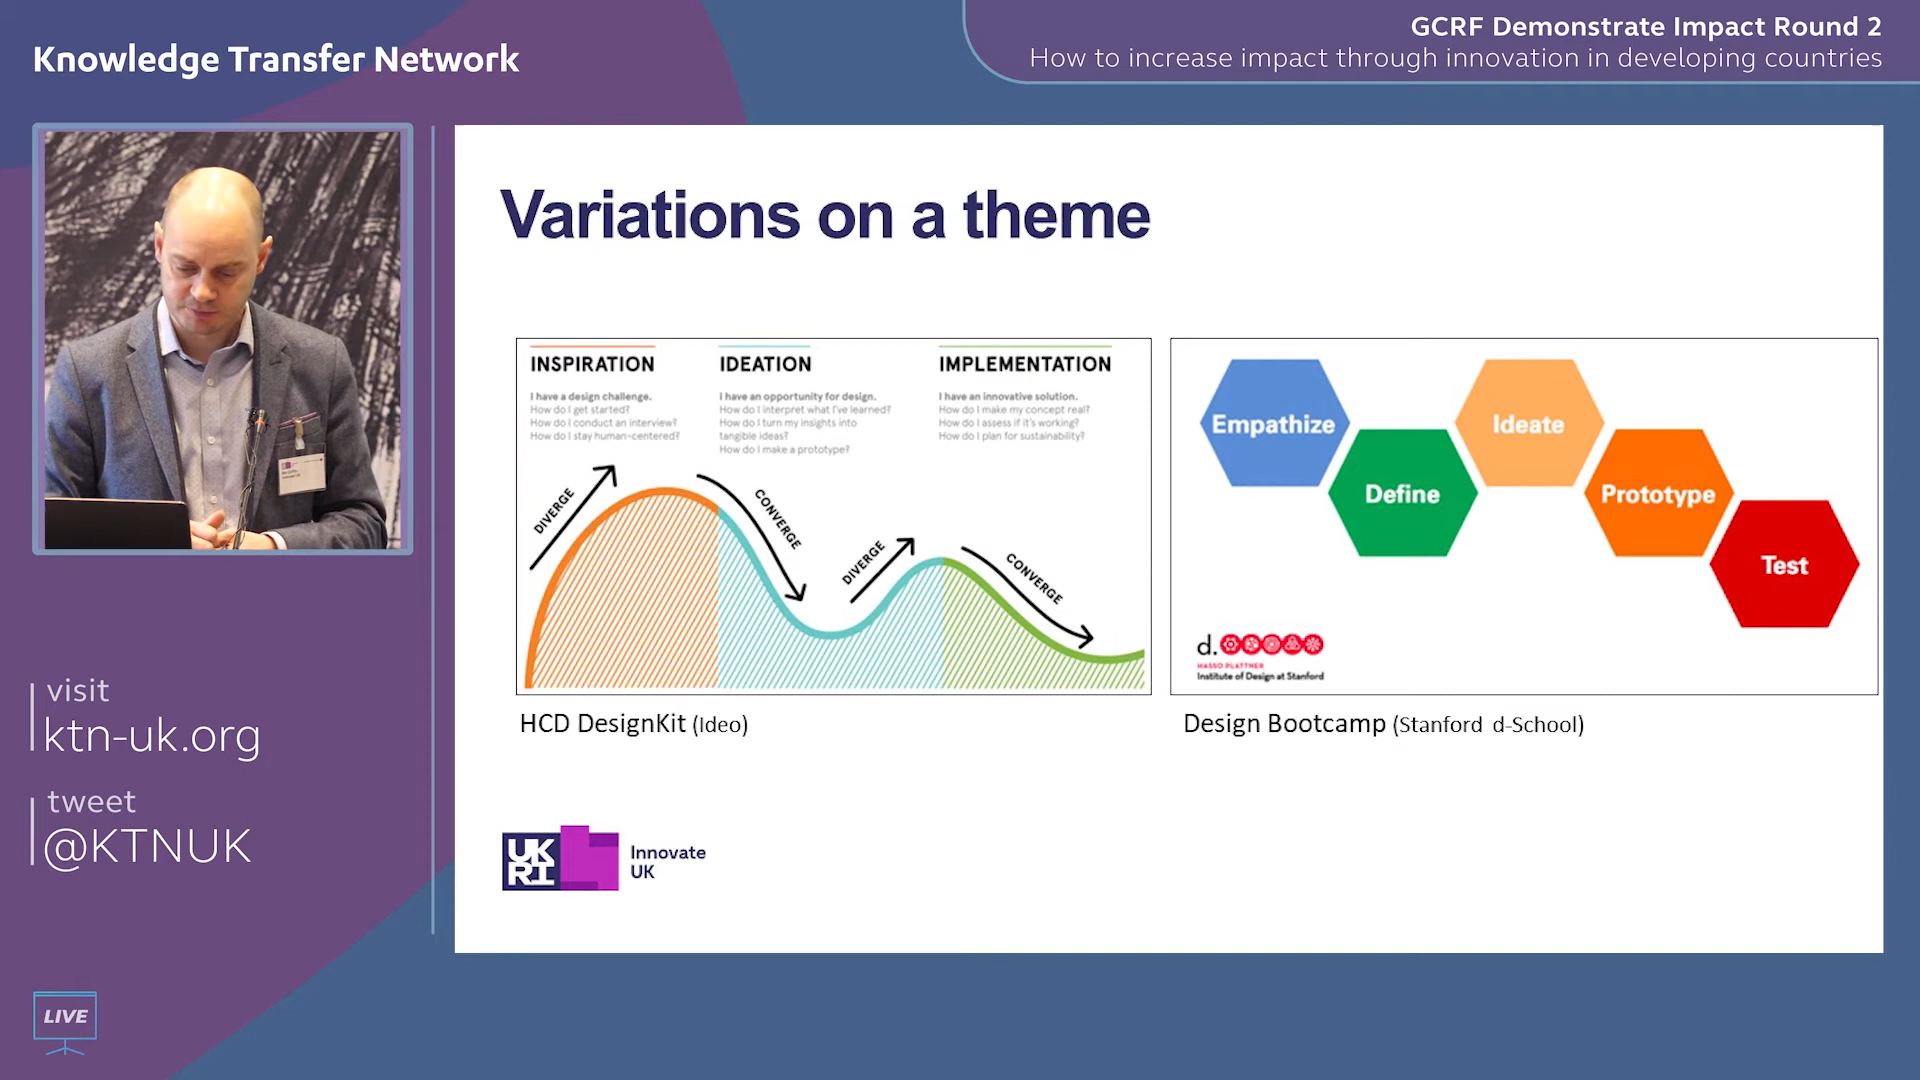 Knowledge Transfer Network
GCRF Demonstrate Impact Round 2
How to increase impact through innovation in developing countries
Variations on a theme
INSPIRATION
I have a design challenge.
How do I get started?
How do I conduct an interview?
How do I stay human-centered?
IDEATION
I have an opportunity for design.
How do I interpret what I've learned?
How do I turn my insights into
tangible ideas?
How do I make a prototype?
IMPLEMENTATION
I have an innovative solution.
How do I make my concept real?
How do I assess if it's working?
How do I plan for sustainability?
DIVERGE
CONVERGE
DIVERGE
CONVERGE
HCD DesignKit (Ideo)
Empathize
Define
Ideate
Prototype
Test
d.
HASSO PLATTNER
Institute of Design at Stanford
Design Bootcamp (Stanford d-School)
UK
RI
Innovate
UK
visit
ktn-uk.org
tweet
@KTNUK
LIVE